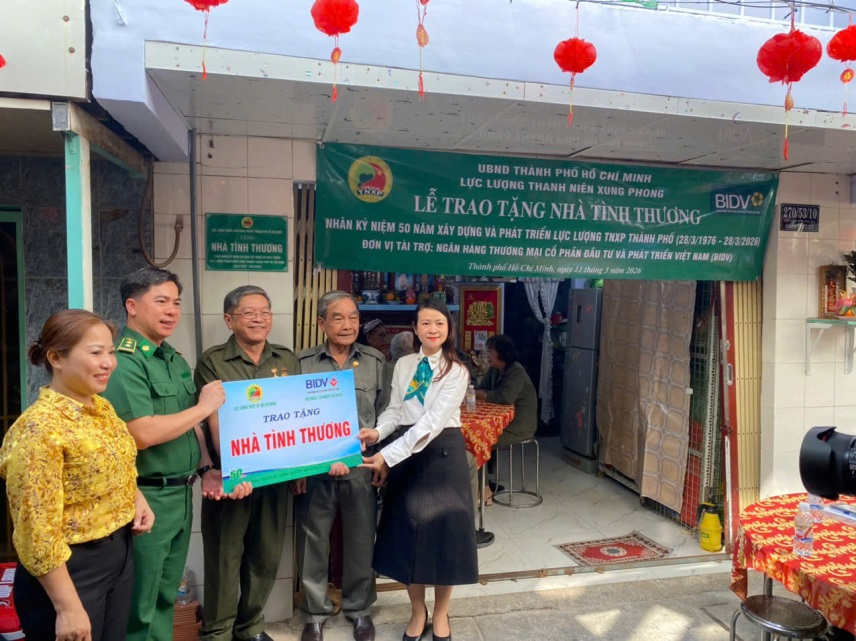 UBND THÀNH PHỐ HỒ CHÍ MINH
LỰC LƯỢNG THANH NIÊN XUNG PHONG
LỄ TRAO TẶNG NHÀ TÌNH THƯƠNG
NHÂN KỶ NIỆM 50 NĂM XÂY DỰNG VÀ PHÁT TRIỂN LỰC LƯỢNG TNXP THÀNH PHỐ (28/3/1976 - 28/3/2026)
ĐƠN VỊ TÀI TRỢ: NGÂN HÀNG THƯƠNG MẠI CỔ PHẦN ĐẦU TƯ VÀ PHÁT TRIỂN VIỆT NAM (BIDV)
Thành phố Hồ Chí Minh, ngày 12 tháng 3 năm 2026
TNXP
BIDV
270/53/10
TẶNG
NHÀ TÌNH THƯƠNG
BIDV
TRAO TẶNG
NHÀ TÌNH THƯƠNG
50